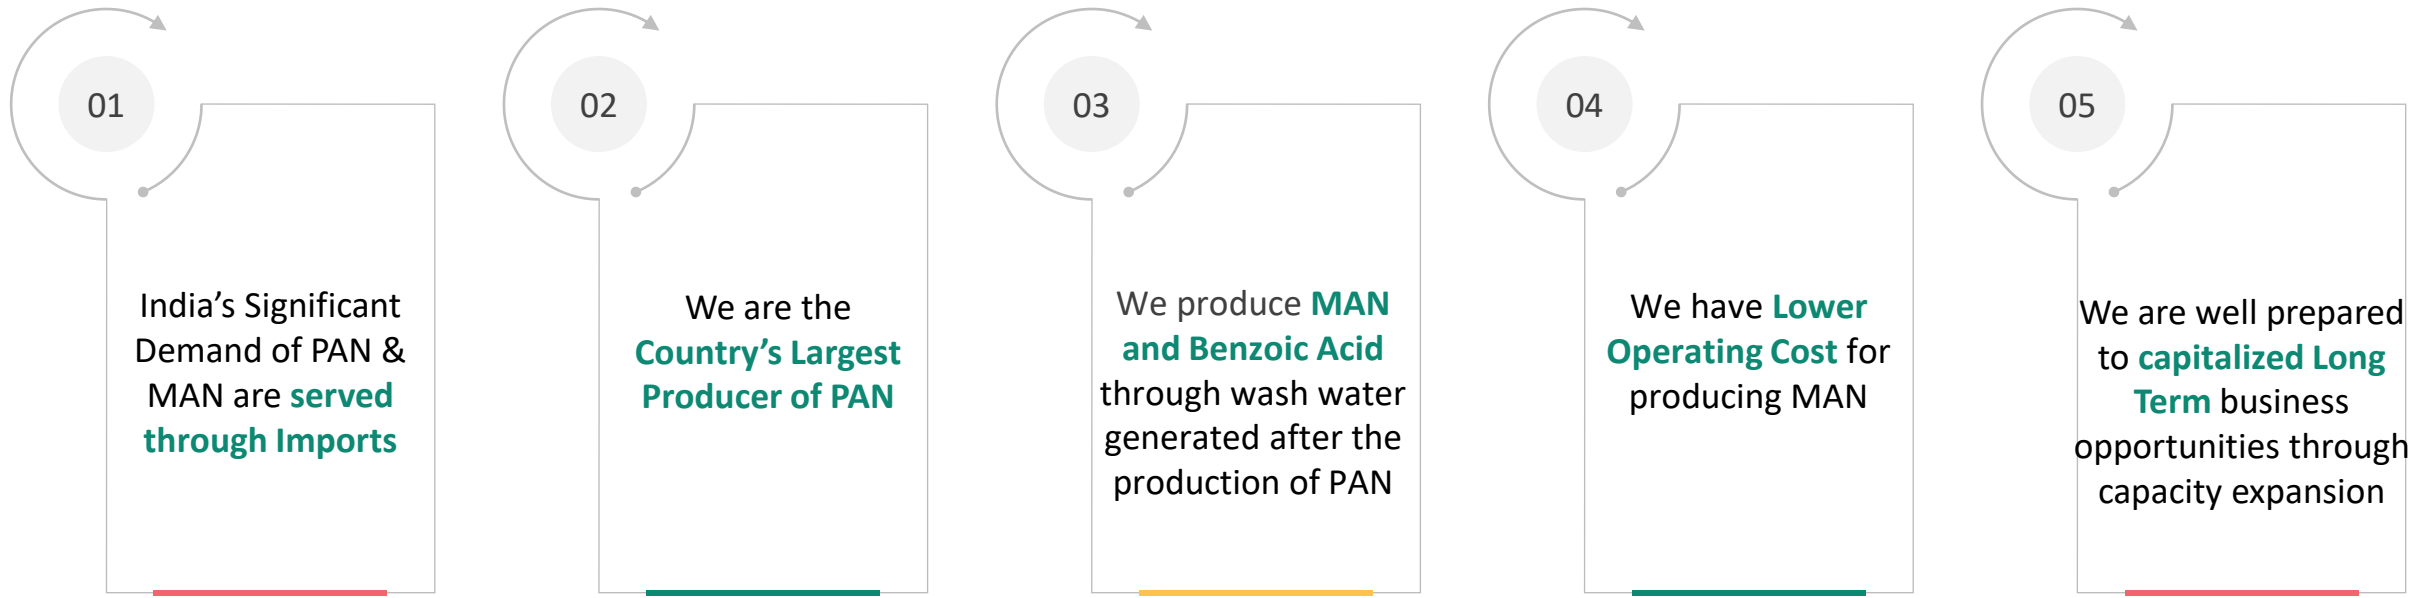 01
India’s Significant
Demand of PAN &
MAN are served
through Imports
02
We are the
Country’s Largest
Producer of PAN
03
We produce MAN
and Benzoic Acid
through wash water
generated after the
production of PAN
04
We have Lower
Operating Cost for
producing MAN
05
We are well prepared
to capitalized Long
Term business
opportunities through
capacity expansion